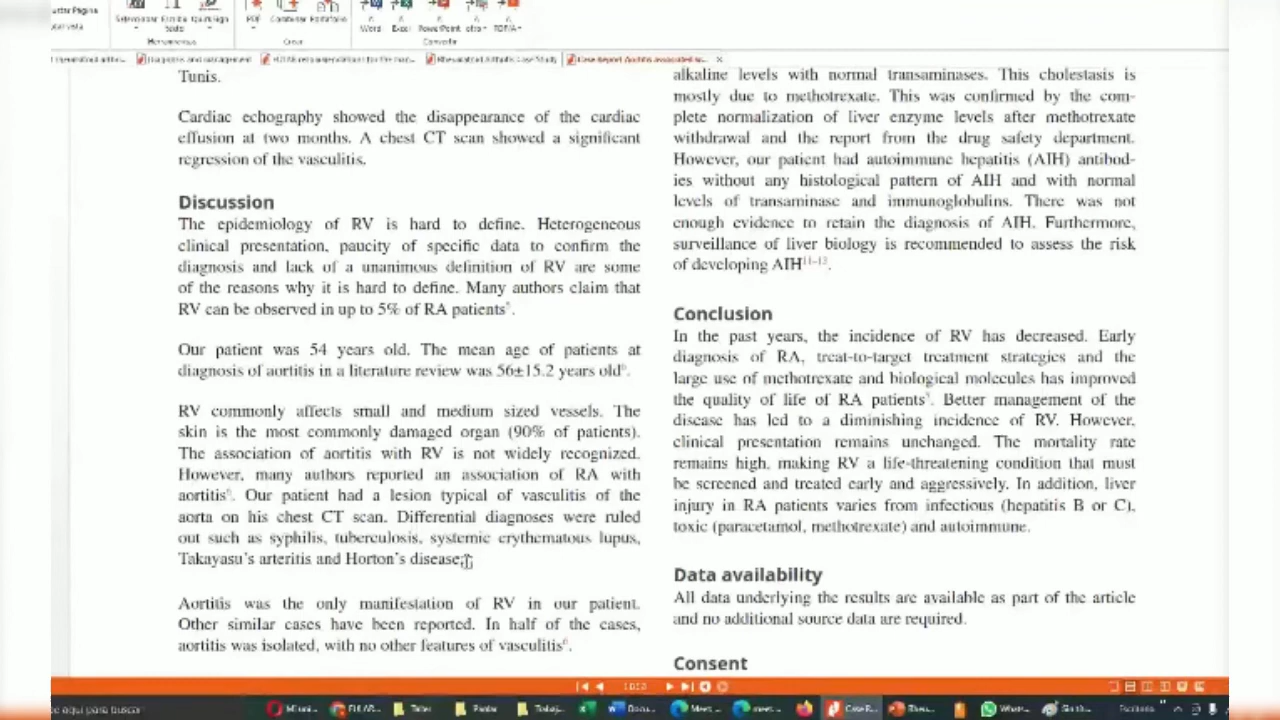 Word Excel PowerPoint
Crear
Diagnosis and management
Rheumatoid Arthritis Case Study
Tunis.
Cardiac echography showed the disappearance of the cardiac
effusion at two months. A chest CT scan showed a significant
regression of the vasculitis.
Discussion
The epidemiology of RV is hard to define. Heterogeneous
clinical presentation, paucity of specific data to confirm the
diagnosis and lack of a unanimous definition of RV are some
of the reasons why it is hard to define. Many authors claim that
RV can be observed in up to 5% of RA patients.
Our patient was 54 years old. The mean age of patients at
diagnosis of aortitis in a literature review was 56±15.2 years old.
RV commonly affects small and medium sized vessels. The
skin is the most commonly damaged organ (90% of patients).
The association of aortitis with RV is not widely recognized.
However, many authors reported an association of RA with
aortitis. Our patient had a lesion typical of vasculitis of the
aorta on his chest CT scan. Differential diagnoses were ruled
out such as syphilis, tuberculosis, systemic erythematous lupus,
Takayasu's arteritis and Horton's disease.
Aortitis was the only manifestation of RV in our patient.
Other similar cases have been reported. In half of the cases,
aortitis was isolated, with no other features of vasculitis.
alkaline levels with normal transaminases. This cholestasis is
mostly due to methotrexate. This was confirmed by the com-
plete normalization of liver enzyme levels after methotrexate
withdrawal and the report from the drug safety department.
However, our patient had autoimmune hepatitis (AIH) antibod-
ies without any histological pattern of AIH and with normal
levels of transaminase and immunoglobulins. There was not
enough evidence to retain the diagnosis of AIH. Furthermore,
surveillance of liver biology is recommended to assess the risk
of developing AIH11–13.
Conclusion
In the past years, the incidence of RV has decreased. Early
diagnosis of RA, treat-to-target treatment strategies and the
large use of methotrexate and biological molecules has improved
the quality of life of RA patients. Better management of the
disease has led to a diminishing incidence of RV. However,
clinical presentation remains unchanged. The mortality rate
remains high, making RV a life-threatening condition that must
be screened and treated early and aggressively. In addition, liver
injury in RA patients varies from infectious (hepatitis B or C),
toxic (paracetamol, methotrexate) and autoimmune.
Data availability
All data underlying the results are available as part of the article
and no additional source data are required.
Consent
aquí para buscar